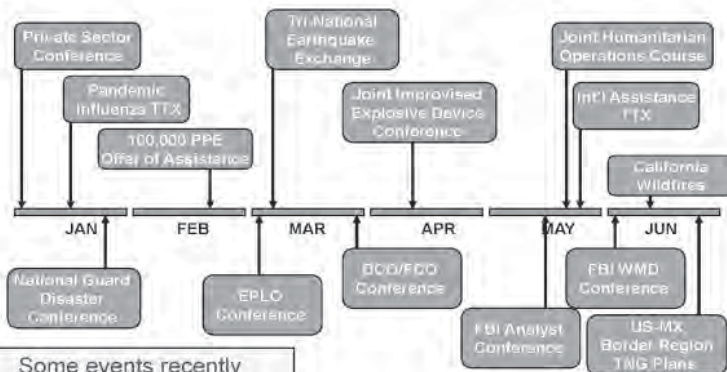 Private Sector
Conference
Pandemic
Influenza TTX
100,000 PPE
Offer of Assistance
Tri-National
Earthquake
Exchange
Joint Improvised
Explosive Device
Conference
Joint Humanitarian
Operations Course
Int'l Assistance
TTX
California
Wildfires
JAN
FEB
MAR
APR
MAY
JUN
National Guard
Disaster
Conference
EPLO
Conference
DCO/FCO
Conference
FBI Analyst
Conference
FBI WMD
Conference
US-MX
Border Region
TNG Plans
Some events recently